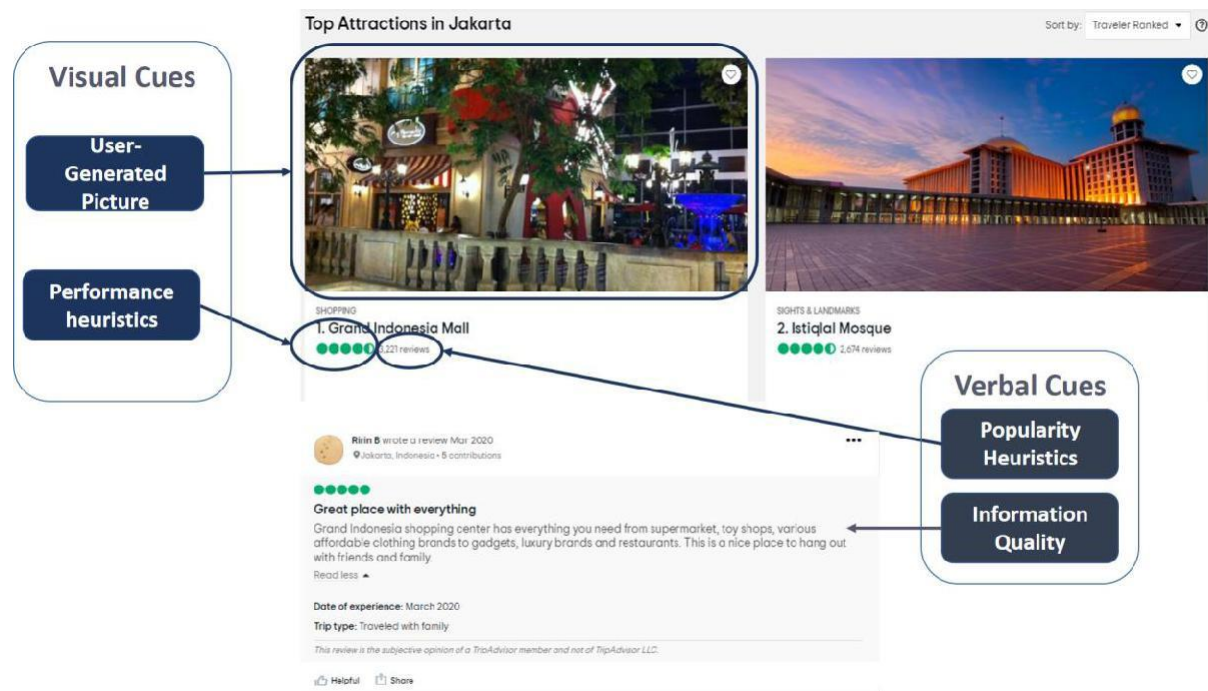 Top Attractions in Jakarta
Sort by: Traveler Ranked
Visual Cues
User-
Generated
Picture
Performance
heuristics
SHOPPING
1. Grand Indonesia Mall
3,221 reviews
SIGHTS & LANDMARKS
2. Istiqlal Mosque
2,674 reviews
Verbal Cues
Popularity
Heuristics
Information
Quality
Ririn B wrote a review Mar 2020
Jakarta, Indonesia • 5 contributions
Great place with everything
Grand Indonesia shopping center has everything you need from supermarket, toy shops, various
affordable clothing brands to gadgets, luxury brands and restaurants. This is a nice place to hang out
with friends and family.
Read less
Date of experience: March 2020
Trip type: Traveled with family
This review is the subjective opinion of a TripAdvisor member and not of TripAdvisor LLC.
Helpful Share